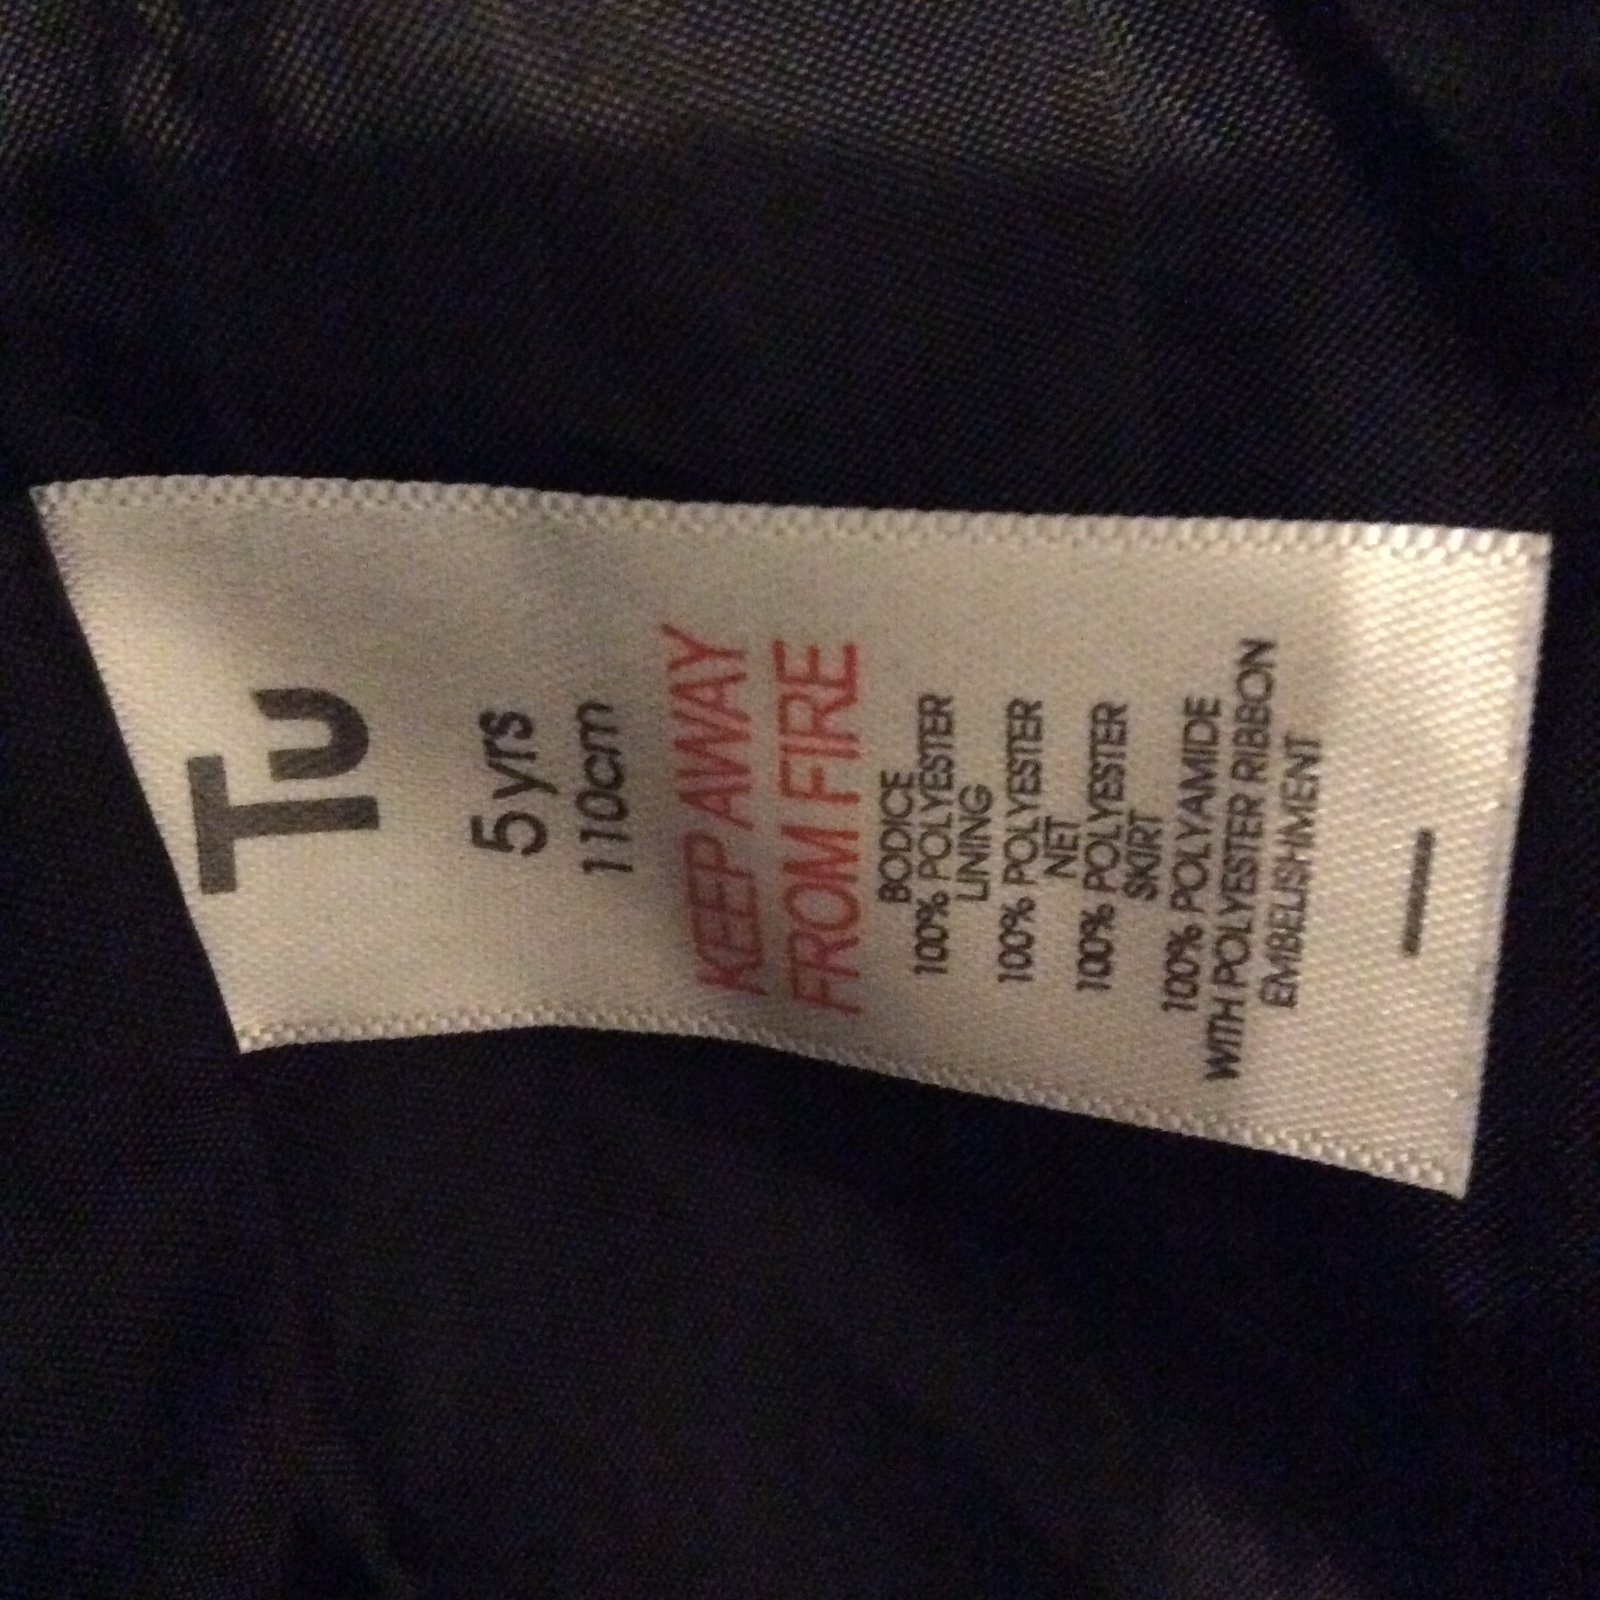 Tu
5 yrs
110cm
KEEP AWAY
FROM FIRE
BODICE
100% POLYESTER
LINING
100% POLYESTER
NET
100% POLYESTER
SKIRT
100% POLYAMIDE
WITH POLYESTER RIBBON
EMBELISHMENT